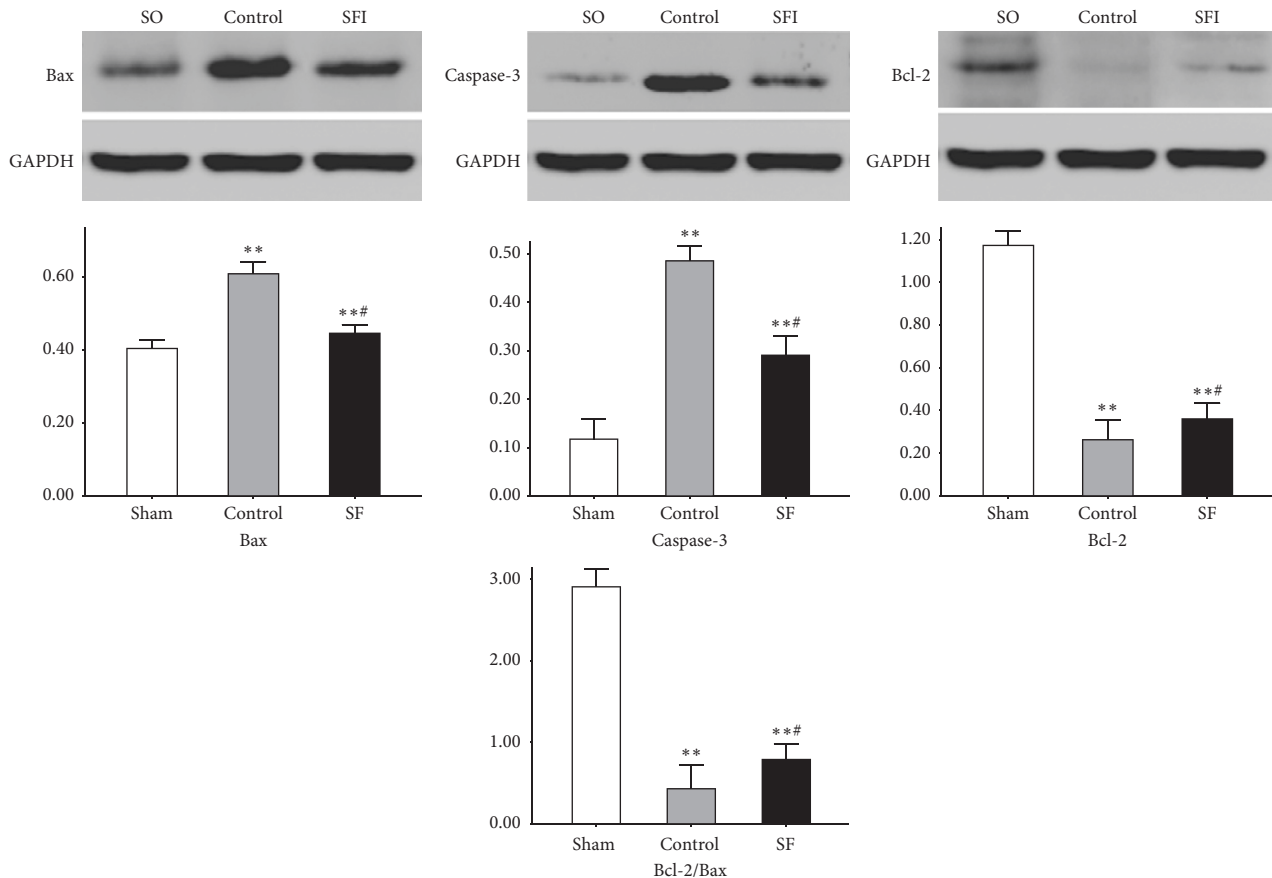 SO Control SFI
Bax
GAPDH
SO Control SFI
Caspase-3
GAPDH
SO Control SFI
Bcl-2
GAPDH
0.60
0.40
0.20
0.00
**
**#
Sham Control SF
Bax
0.50
0.40
0.30
0.20
0.10
0.00
**
**#
Sham Control SF
Caspase-3
1.20
1.00
0.80
0.60
0.40
0.20
0.00
**
**#
Sham Control SF
Bcl-2
3.00
2.00
1.00
0.00
**
**#
Sham Control SF
Bcl-2/Bax